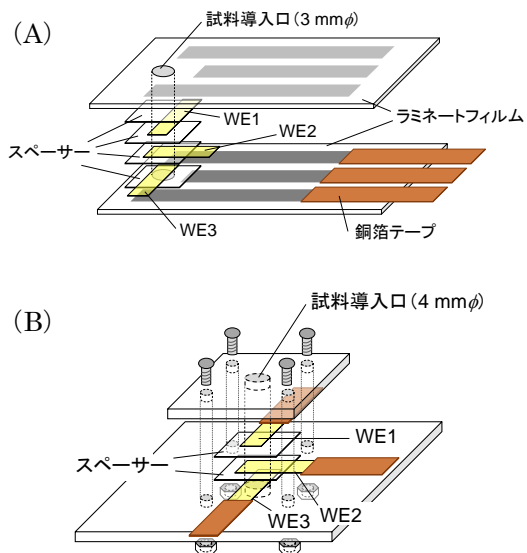 (A)
試料導入口(3 mmφ)
WE1
WE2
ラミネートフィルム
スペーサー
WE3
銅箔テープ
(B)
試料導入口(4 mmφ)
WE1
スペーサー
WE2
WE3